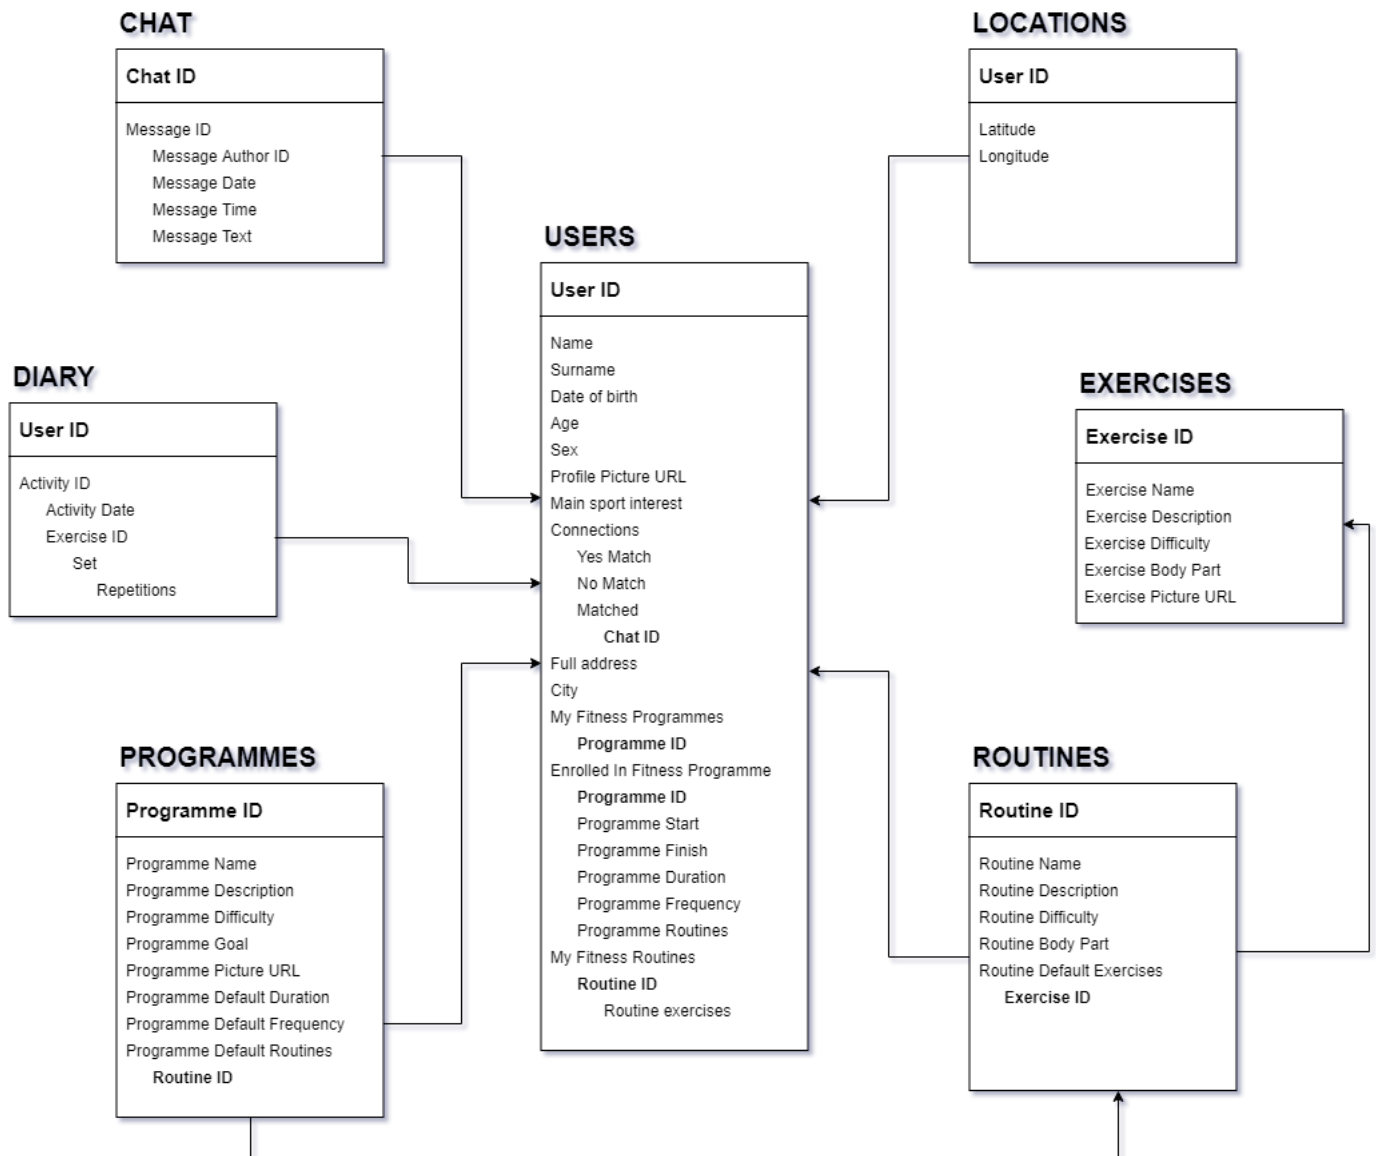 CHAT
Chat ID
Message ID
Message Author ID
Message Date
Message Time
Message Text
LOCATIONS
User ID
Latitude
Longitude
USERS
User ID
Name
Surname
Date of birth
Age
Sex
Profile Picture URL
Main sport interest
Connections
Yes Match
No Match
Matched
Chat ID
Full address
City
My Fitness Programmes
Programme ID
Enrolled In Fitness Programme
Programme ID
Programme Start
Programme Finish
Programme Duration
Programme Frequency
Programme Routines
My Fitness Routines
Routine ID
Routine exercises
DIARY
User ID
Activity ID
Activity Date
Exercise ID
Set
Repetitions
EXERCISES
Exercise ID
Exercise Name
Exercise Description
Exercise Difficulty
Exercise Body Part
Exercise Picture URL
PROGRAMMES
Programme ID
Programme Name
Programme Description
Programme Difficulty
Programme Goal
Programme Picture URL
Programme Default Duration
Programme Default Frequency
Programme Default Routines
Routine ID
ROUTINES
Routine ID
Routine Name
Routine Description
Routine Difficulty
Routine Body Part
Routine Default Exercises
Exercise ID